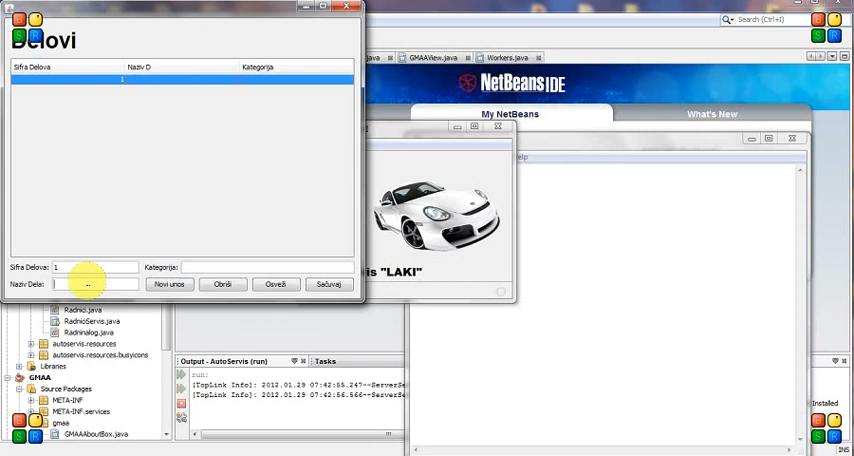 Delovi
Sifra Delova
Naziv D
Kategorija
1
Sifra Delova: 1
Kategorija:
Naziv Dela:
Novi unos
Obriši
Osveži
Sačuvaj
Search (Ctrl+I)
java
GMAAView.java
Workers.java
NetBeans IDE
My NetBeans
What's New
elp
is "LAKI"
Radnici.java
RadnicServis.java
Radninalog.java
autoservis.resources
autoservis.resources.busyicons
Libraries
GMAA
Source Packages
META-INF
META-INF.services
gmaa
GMAAAboutBox.java
Output - AutoServis (run)
Tasks
run:
[TopLink Info]: 2012.01.29 07:42:55.247--ServerSe
[TopLink Info]: 2012.01.29 07:42:56.566--ServerSe
Installed
INS
B
S R
B
S R
B
S R
B
S R